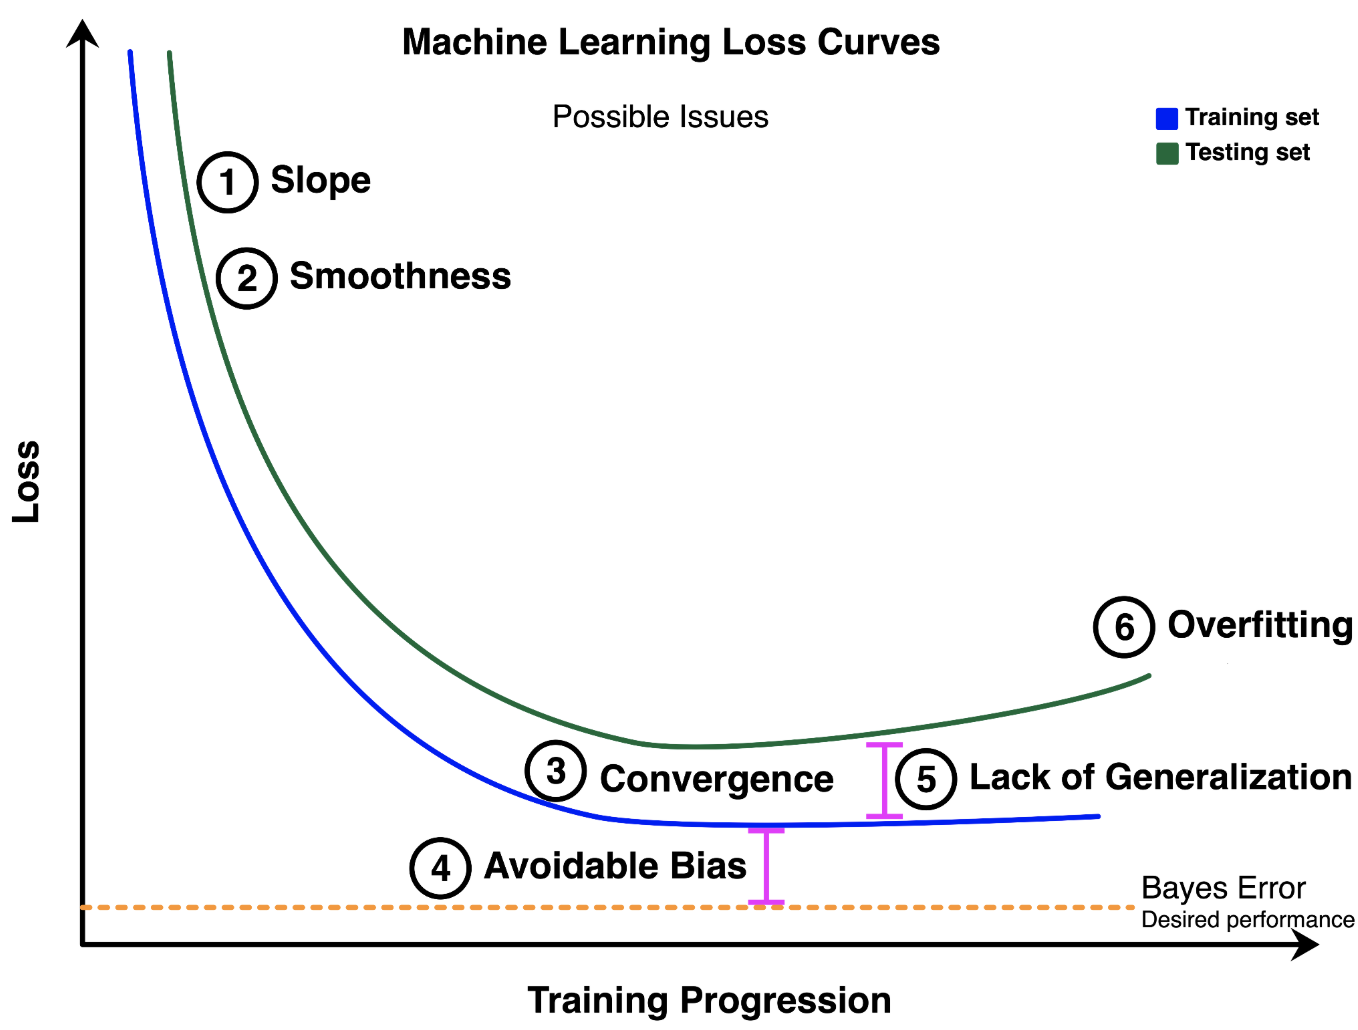 Machine Learning Loss Curves
Possible Issues
Training set
Testing set
1 Slope
2 Smoothness
Loss
6 Overfitting
3 Convergence
5 Lack of Generalization
4 Avoidable Bias
Bayes Error
Desired performance
Training Progression